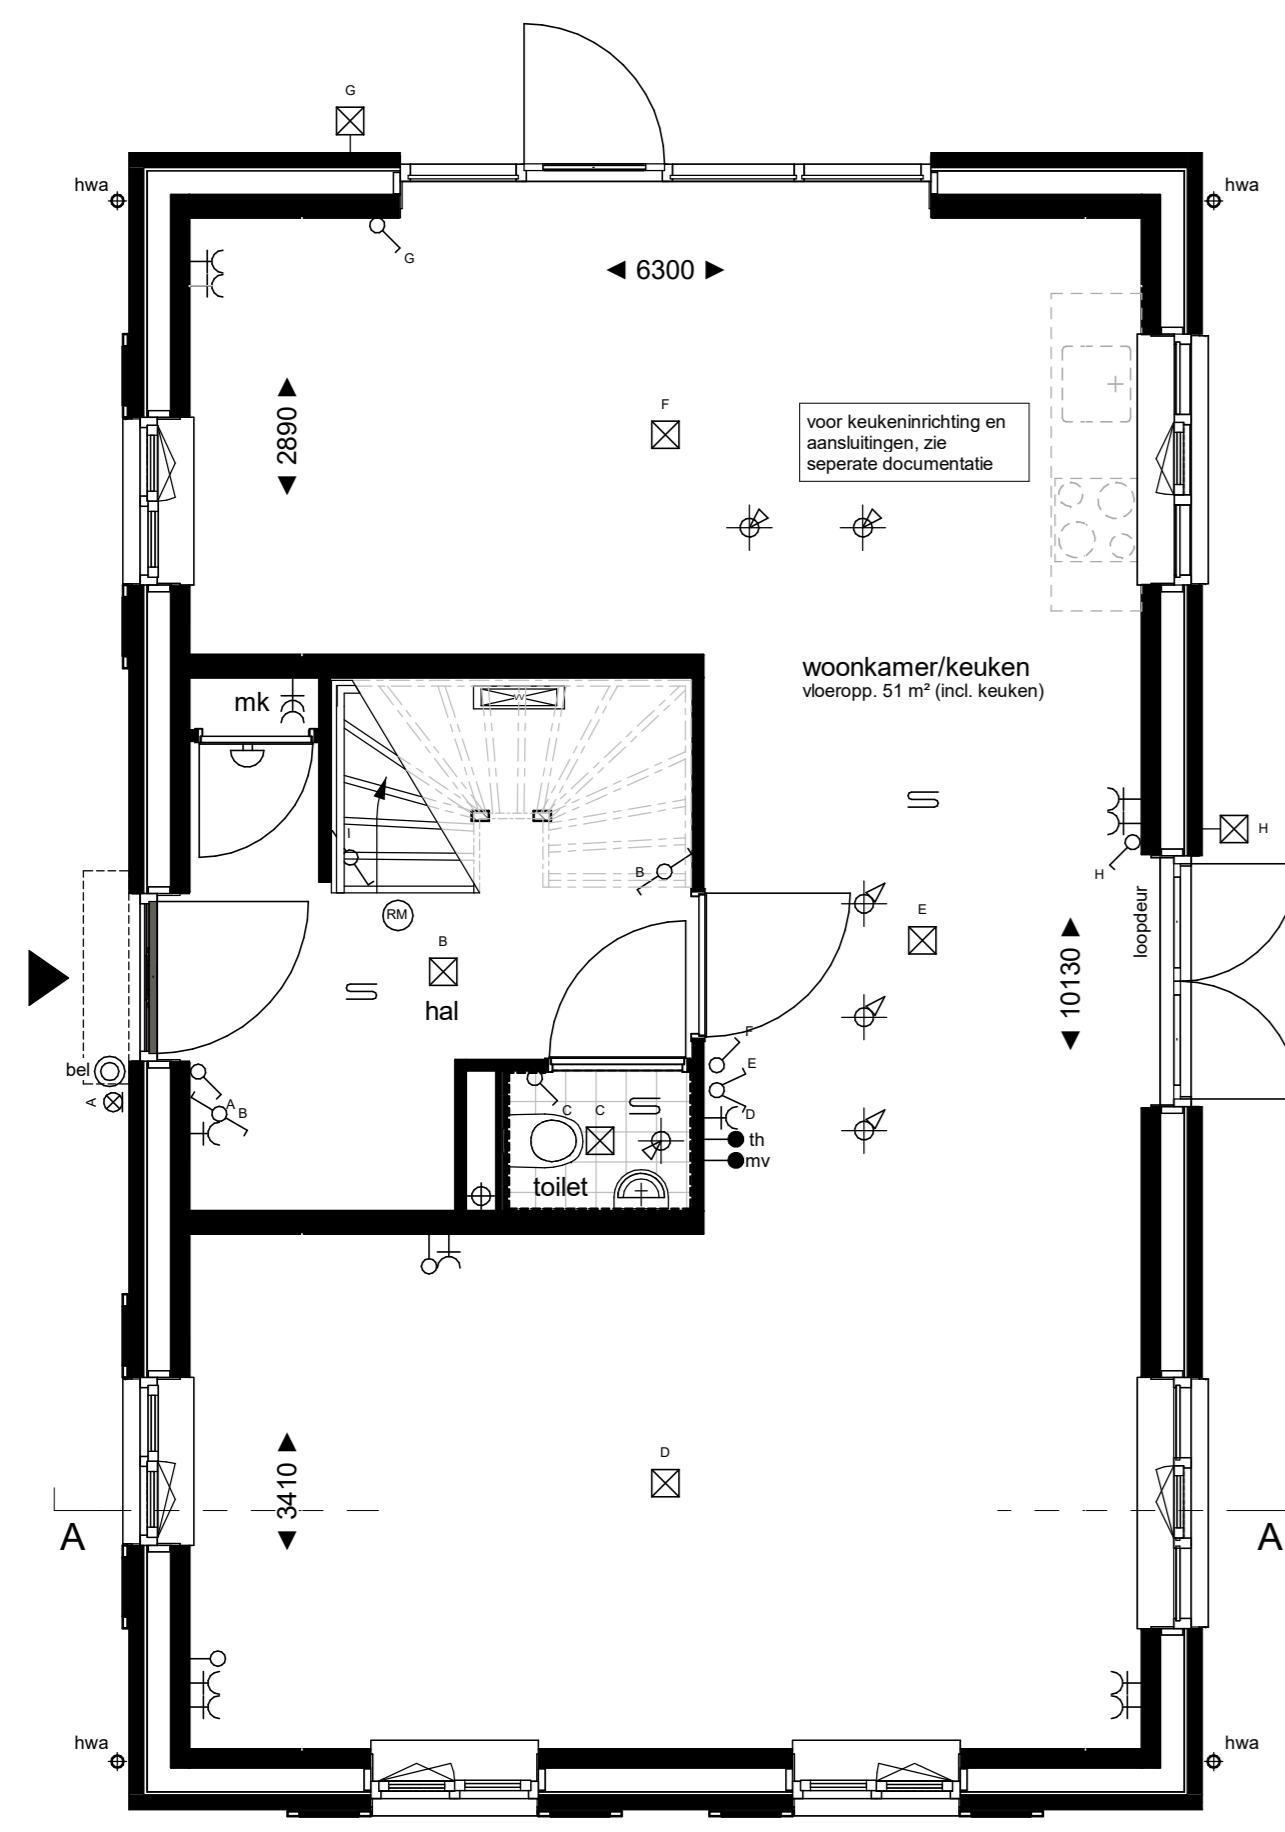 G
hwa
hwa
G
◄ 6300 ►
◄ 2890 ►
F
voor keukeninrichting en
aansluitingen, zie
seperate documentatie
woonkamer/keuken
vloeropp. 51 m² (incl. keuken)
mk
I
B
H
H
RM
B
E
loopdeur
hal
◄ 10130 ►
F
E
bel
A
A
B
C
C
D
th
mv
toilet
D
◄ 3410 ►
A
A
hwa
hwa